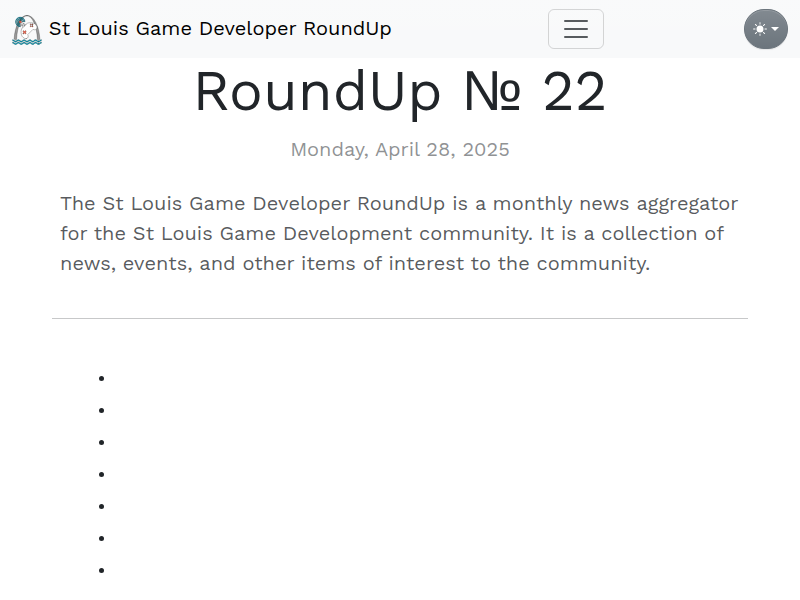 St Louis Game Developer RoundUp
RoundUp № 22
Monday, April 28, 2025
The St Louis Game Developer RoundUp is a monthly news aggregator
for the St Louis Game Development community. It is a collection of
news, events, and other items of interest to the community.